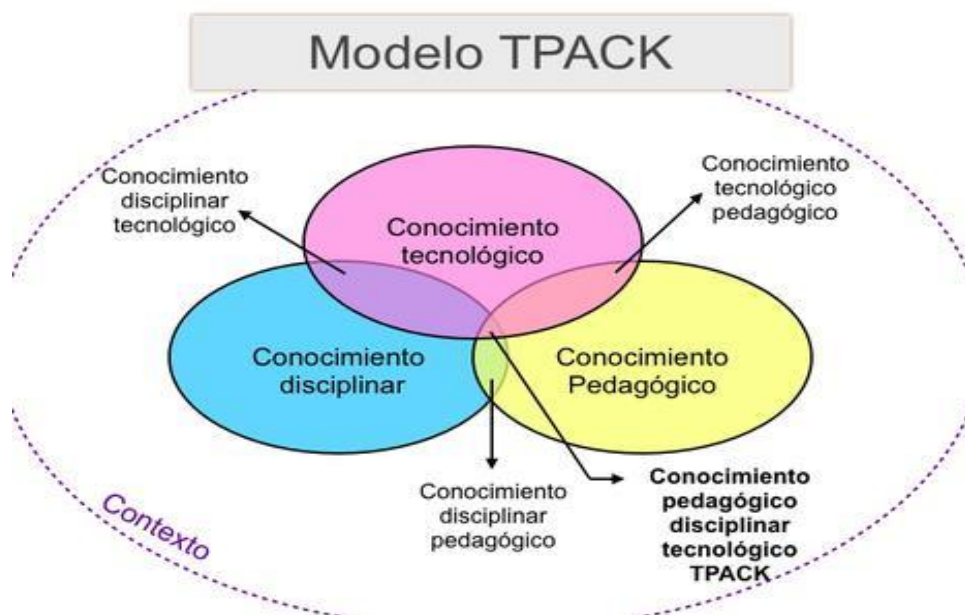 Modelo TPACK
Conocimiento
disciplinar
tecnológico
Conocimiento
tecnológico
pedagógico
Conocimiento
tecnológico
Conocimiento
disciplinar
Conocimiento
Pedagógico
Conocimiento
disciplinar
pedagógico
Conocimiento
pedagógico
disciplinar
tecnológico
TPACK
Contexto